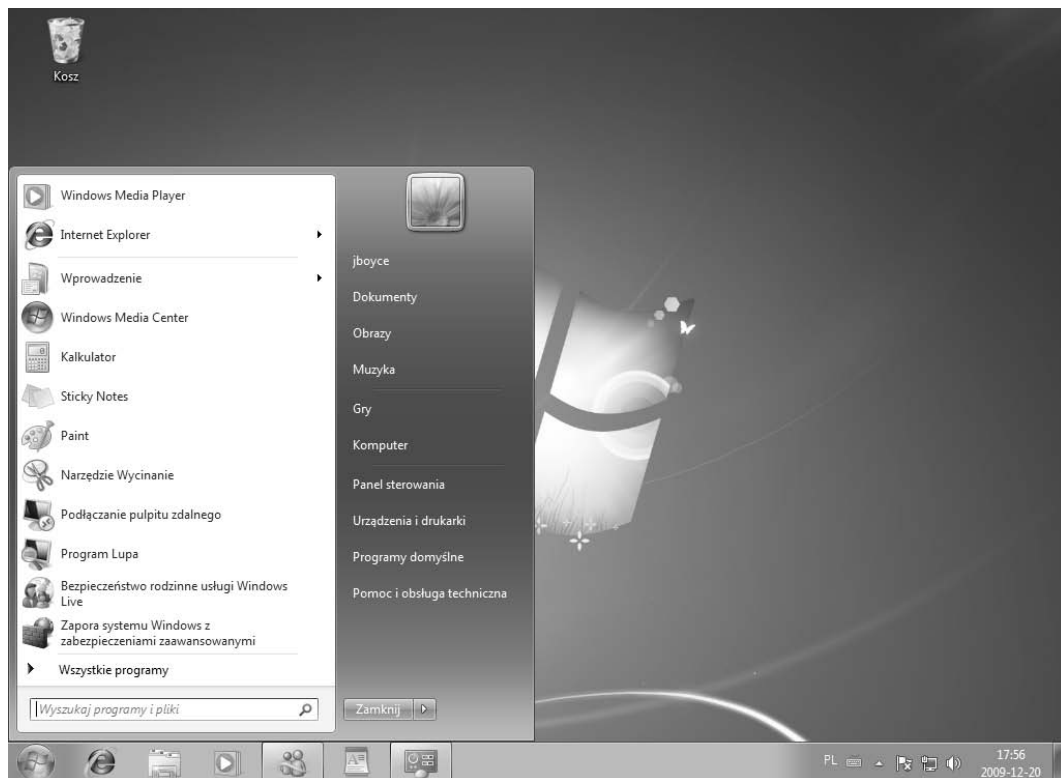 Kosz
Windows Media Player
Internet Explorer
Wprowadzenie
Windows Media Center
Kalkulator
Sticky Notes
Paint
Narzędzie Wycinanie
Podłączanie pulpitu zdalnego
Program Lupa
Bezpieczeństwo rodzinne usługi Windows
Live
Zapora systemu Windows z
zabezpieczeniami zaawansowanymi
Wszystkie programy
Wyszukaj programy i pliki
jboyce
Dokumenty
Obrazy
Muzyka
Gry
Komputer
Panel sterowania
Urządzenia i drukarki
Programy domyślne
Pomoc i obsługa techniczna
Zamknij
PL
17:56
2009-12-20